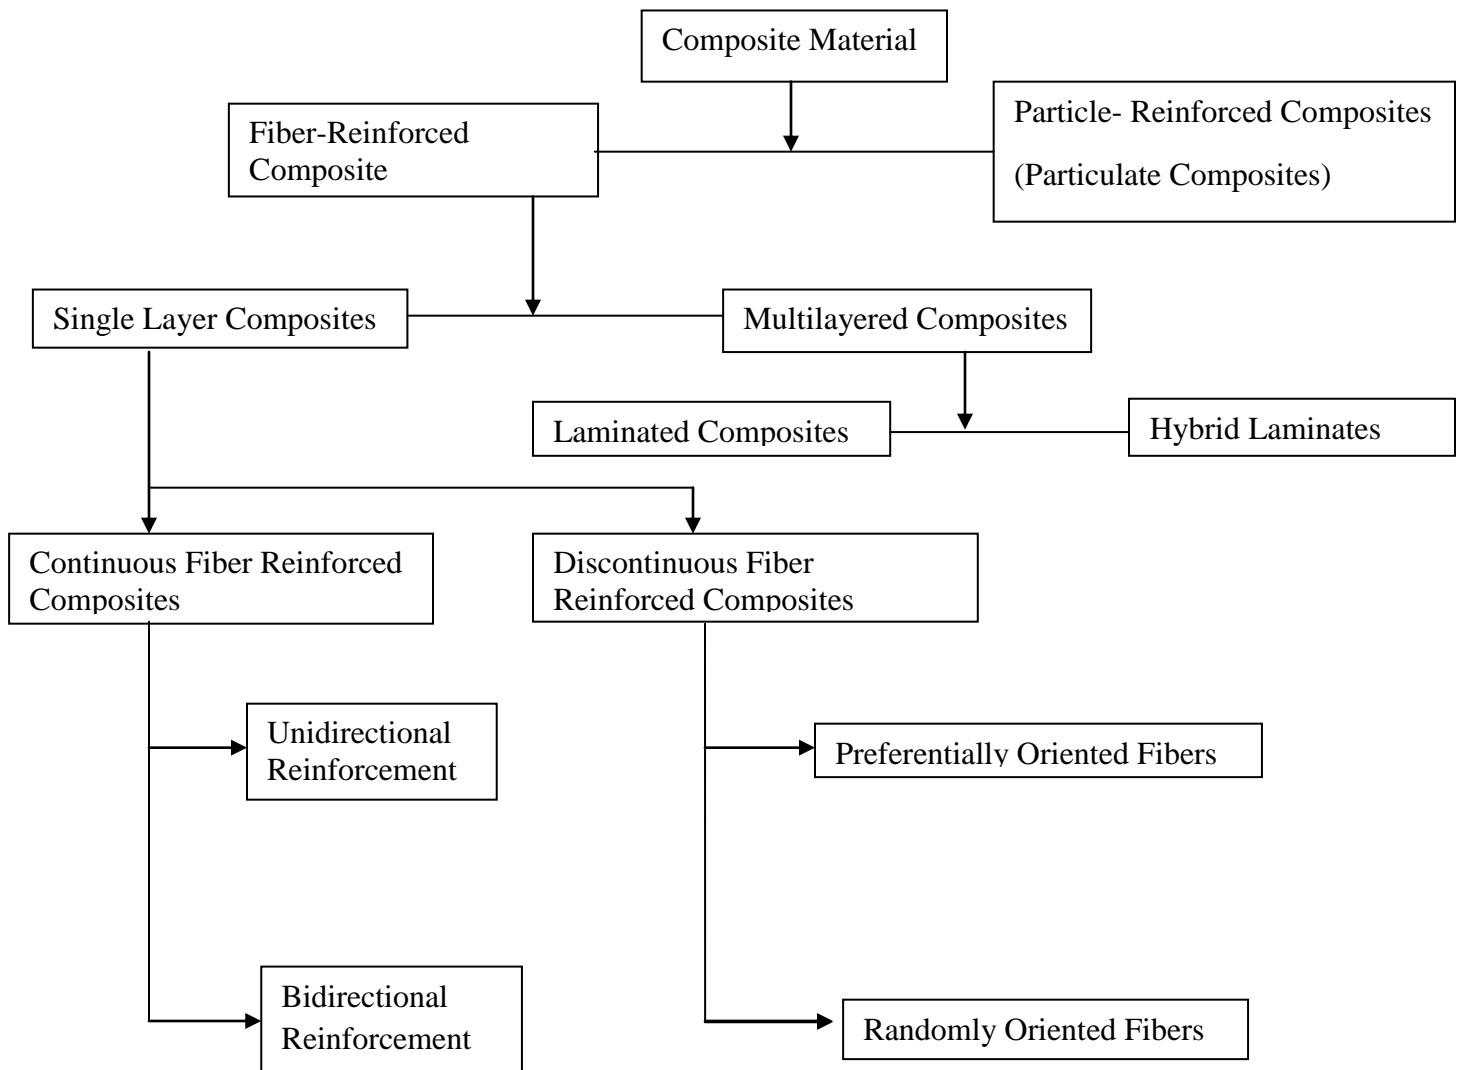 Composite Material
Fiber-Reinforced
Composite
Particle- Reinforced Composites
(Particulate Composites)
Single Layer Composites
Multilayered Composites
Laminated Composites
Hybrid Laminates
Continuous Fiber Reinforced
Composites
Discontinuous Fiber
Reinforced Composites
Unidirectional
Reinforcement
Preferentially Oriented Fibers
Bidirectional
Reinforcement
Randomly Oriented Fibers